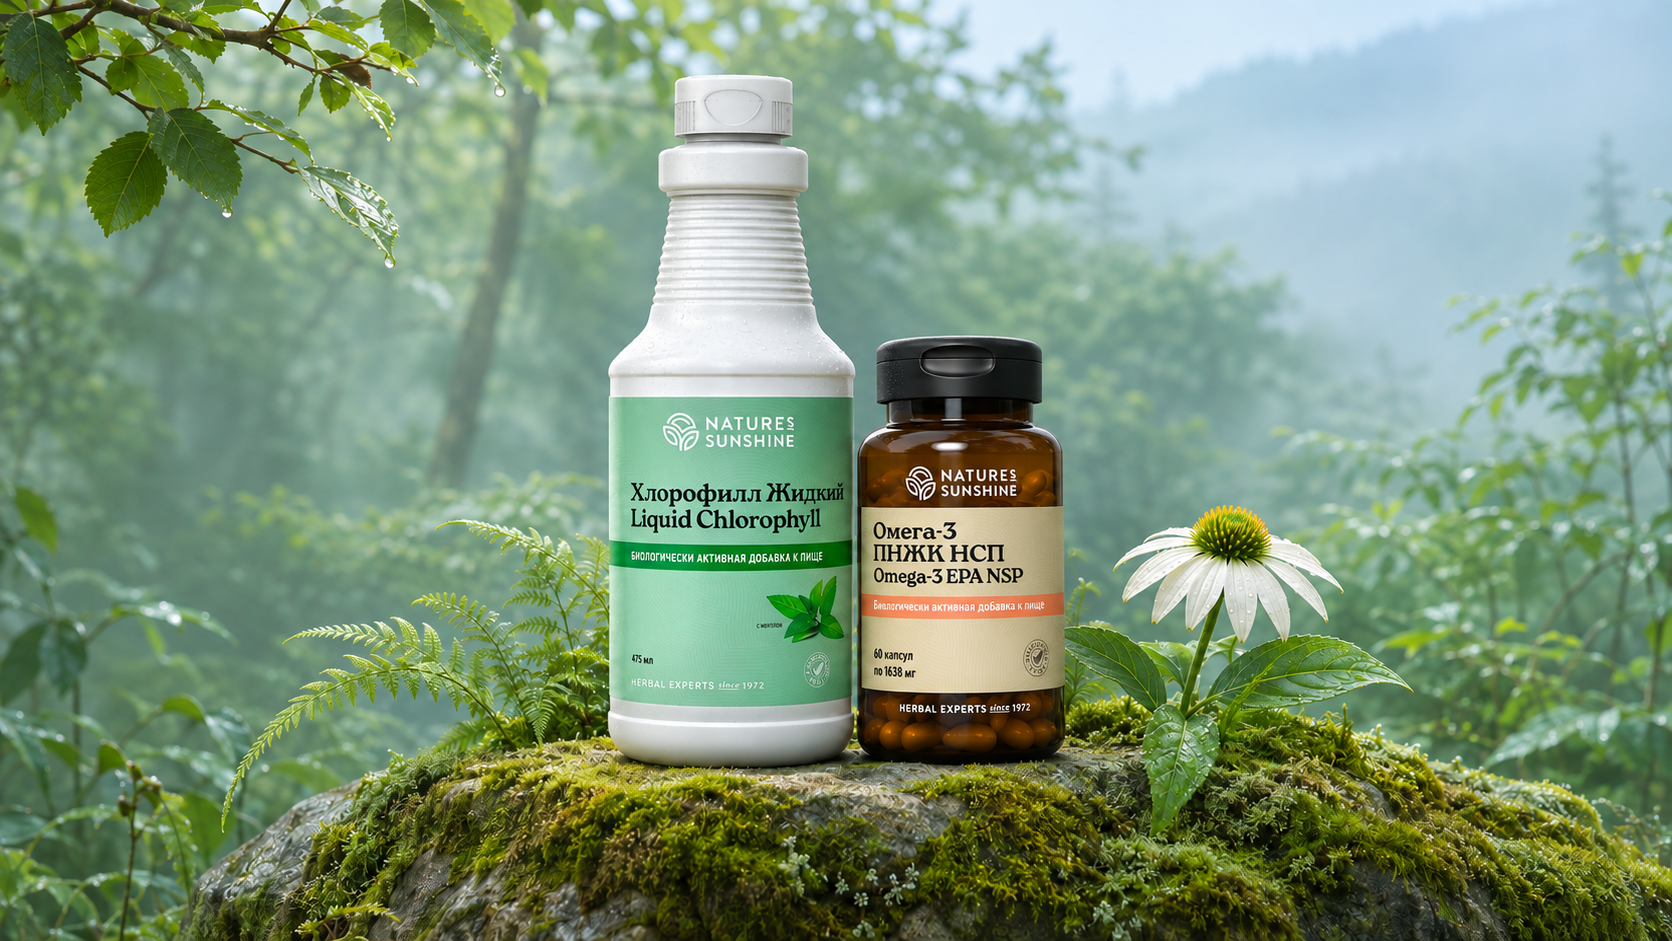 NATURE'S
SUNSHINE
Хлорофилл Жидкий
Liquid Chlorophyll
БИОЛОГИЧЕСКИ АКТИВНАЯ ДОБАВКА К ПИЩЕ
С МЕНТОЛОМ
475 мл
HERBAL EXPERTS since 1972
NATURE'S
SUNSHINE
Омега-3
ПНЖК НСП
Omega-3 EPA NSP
Биологически активная добавка к пище
60 капсул
по 1638 мг
HERBAL EXPERTS since 1972